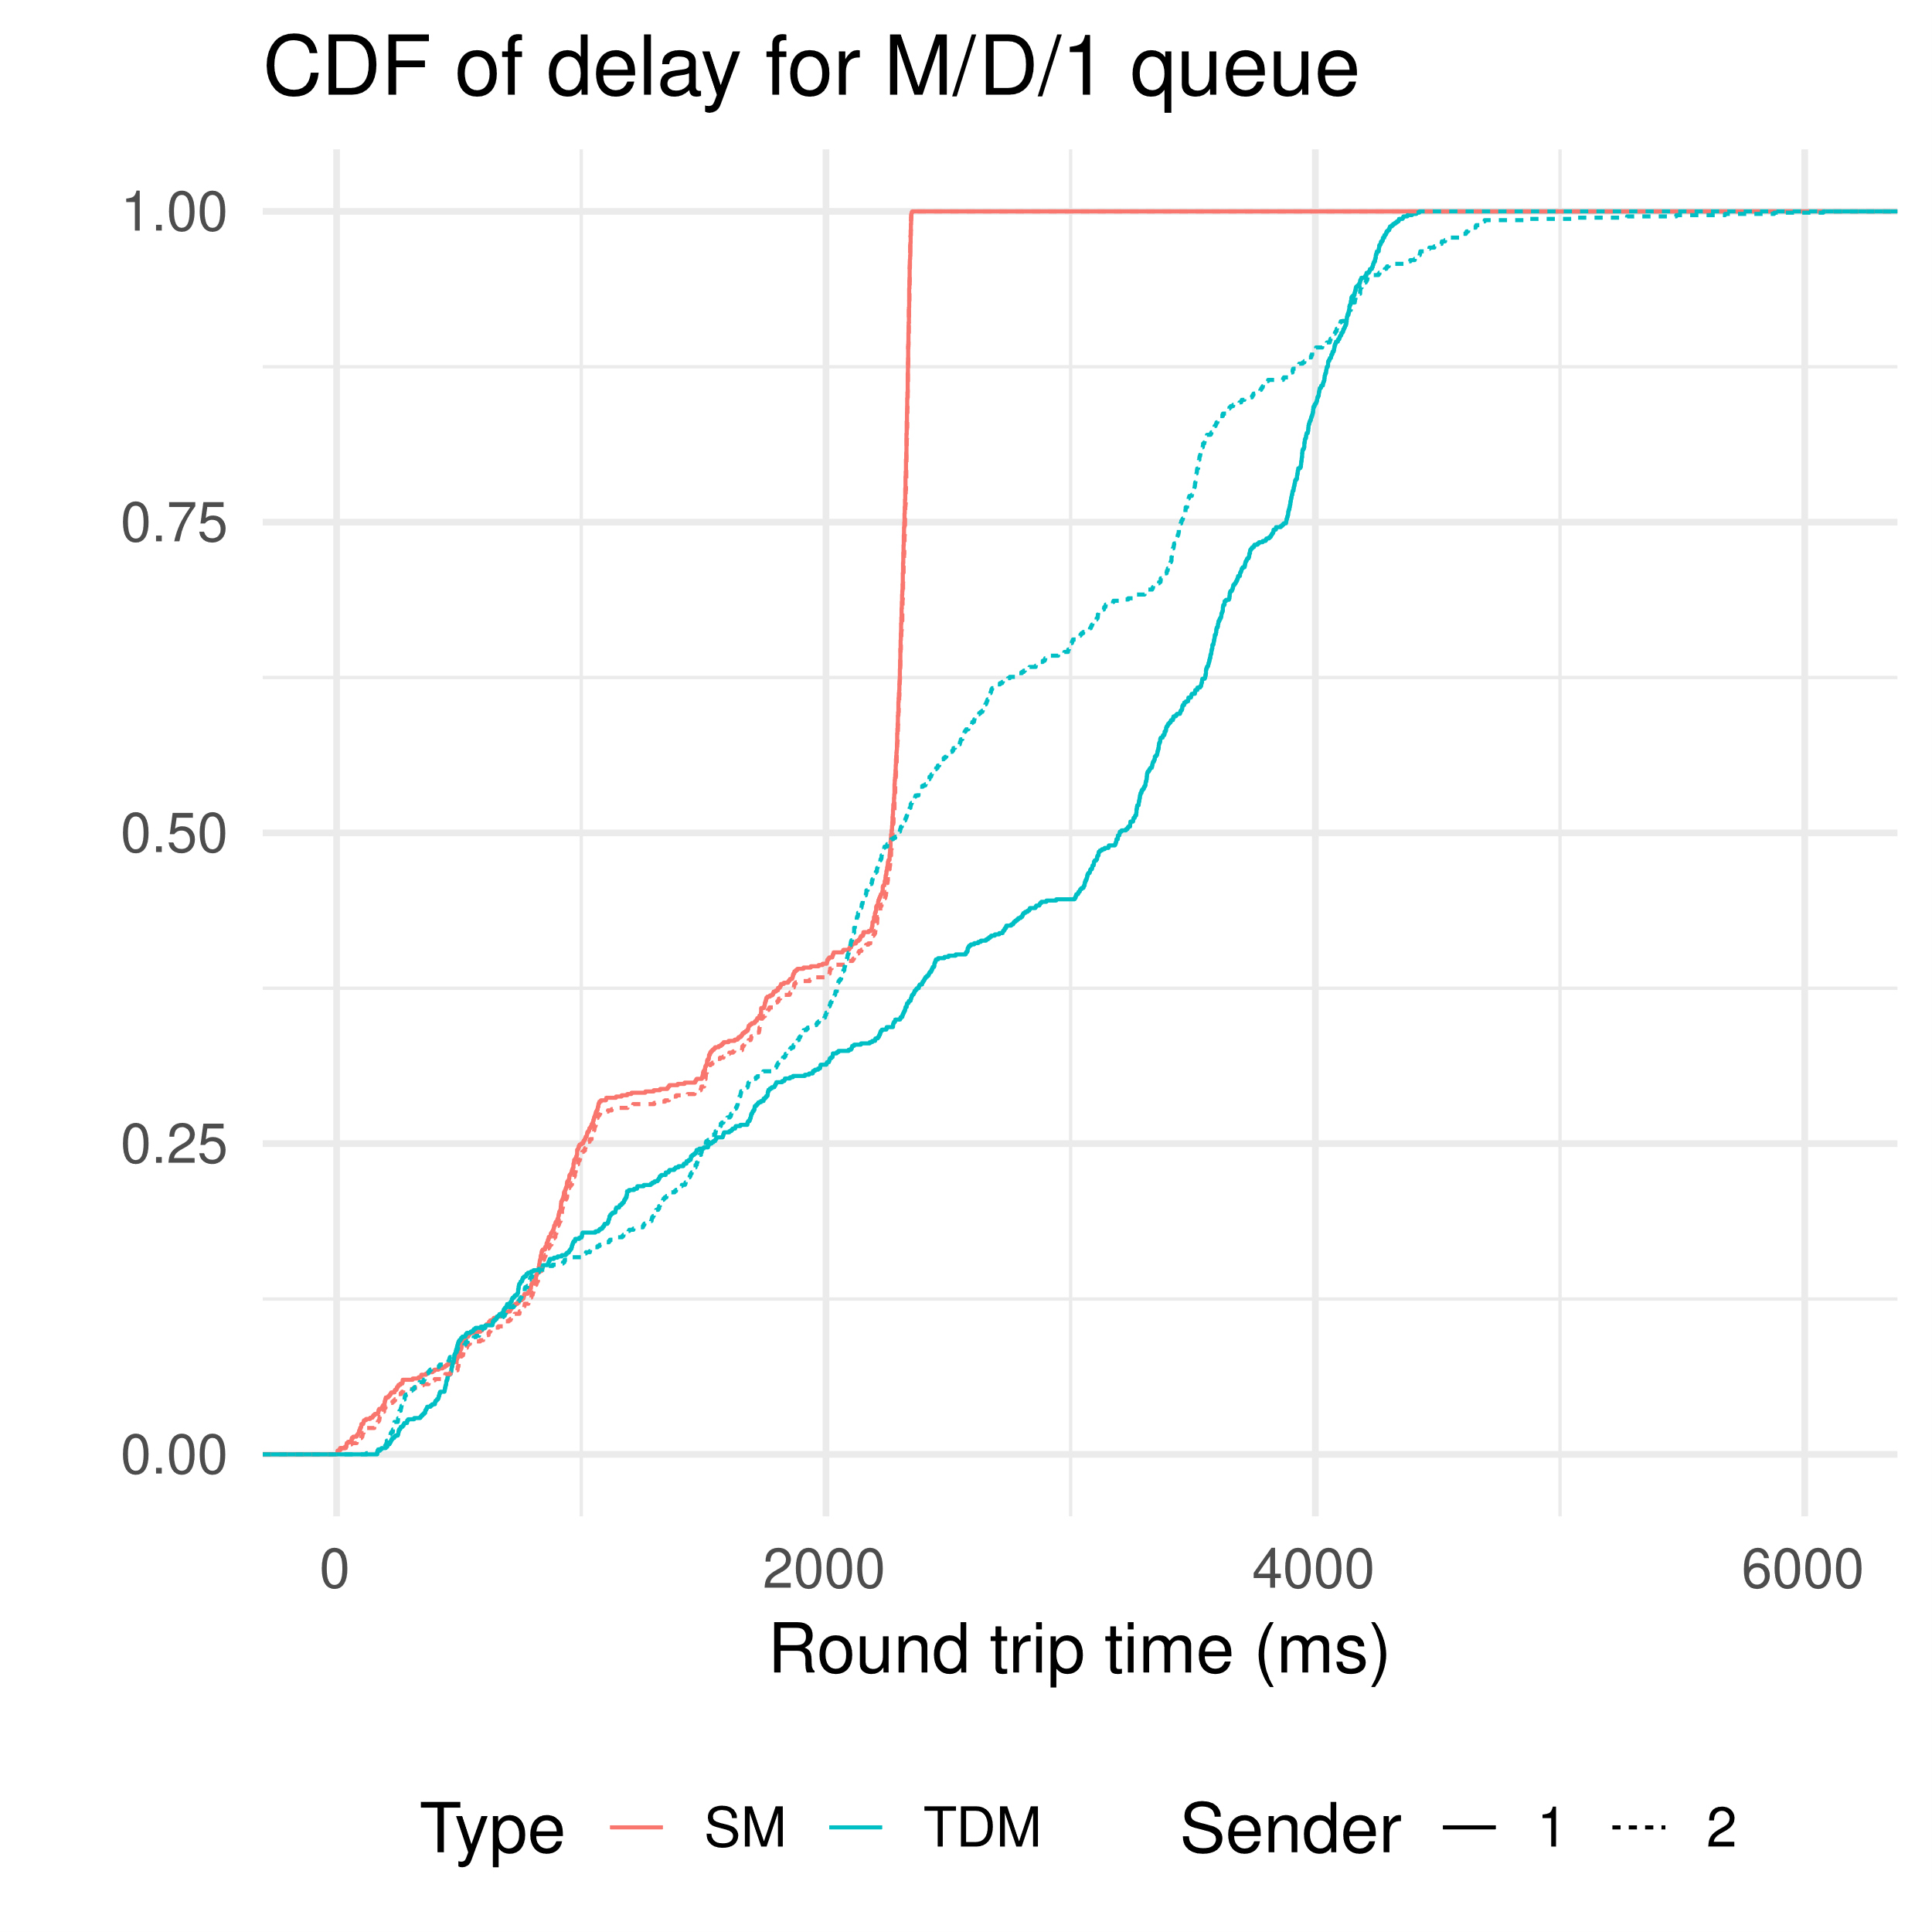 CDF of delay for M/D/1 queue
1.00
0.75
0.50
0.25
0.00
0 2000 4000 6000
Round trip time (ms)
Type SM TDM Sender 1 2